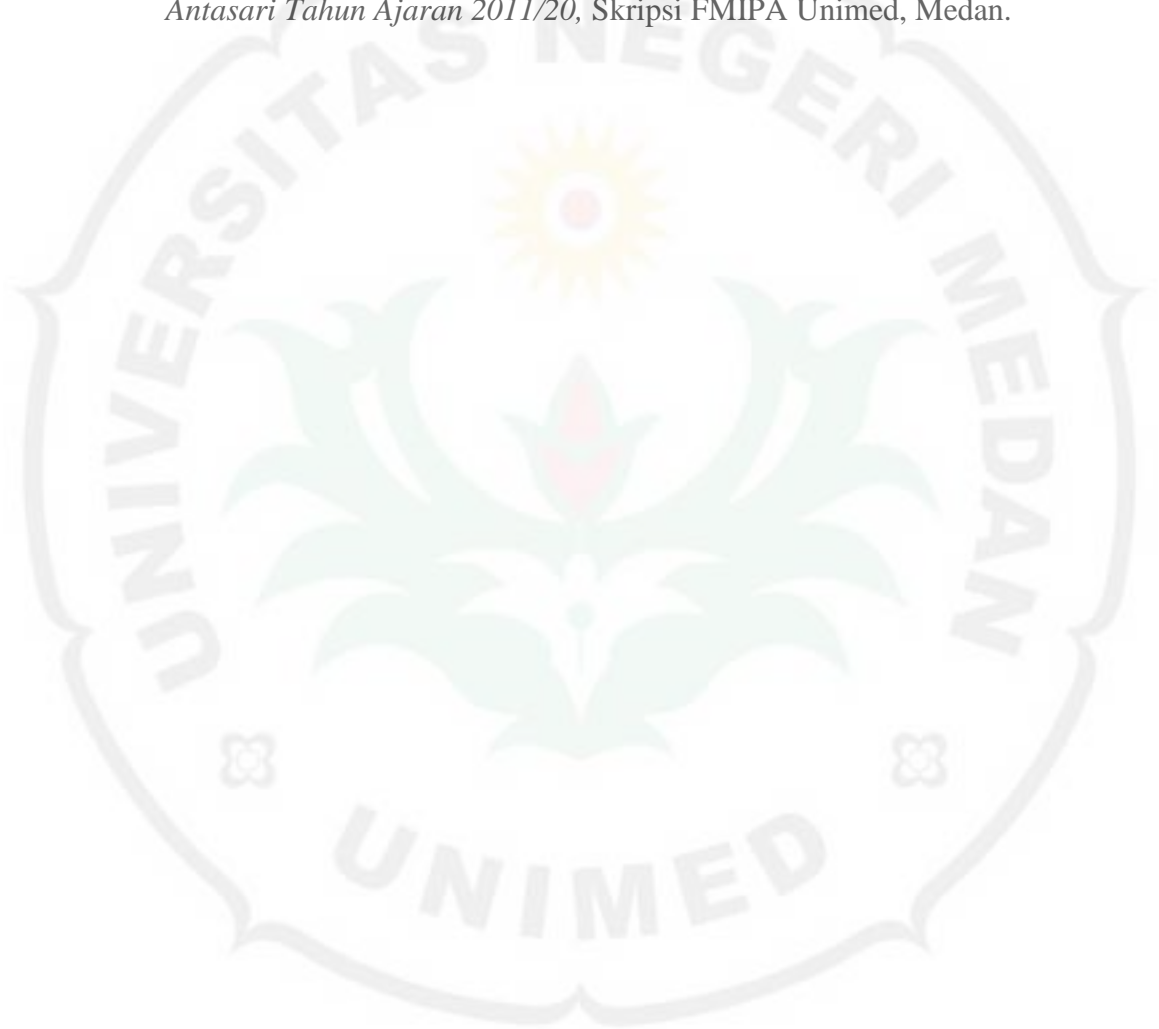 Antasari Tahun Ajaran 2011/20, Skripsi FMIPA Unimed, Medan.
UNIVERSITAS NEGERI MEDAN
UNIMED